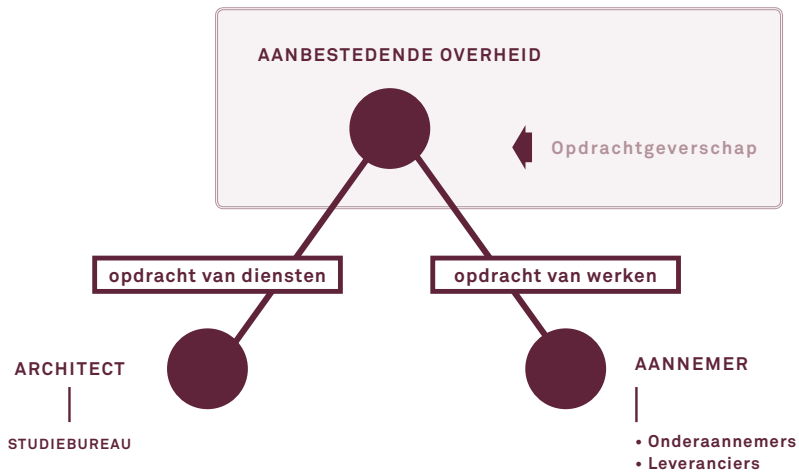 AANBESTEDENDE OVERHEID
Opdrachtgeverschap
opdracht van diensten
opdracht van werken
ARCHITECT
STUDIEBUREAU
AANNEMER
• Onderaannemers
• Leveranciers